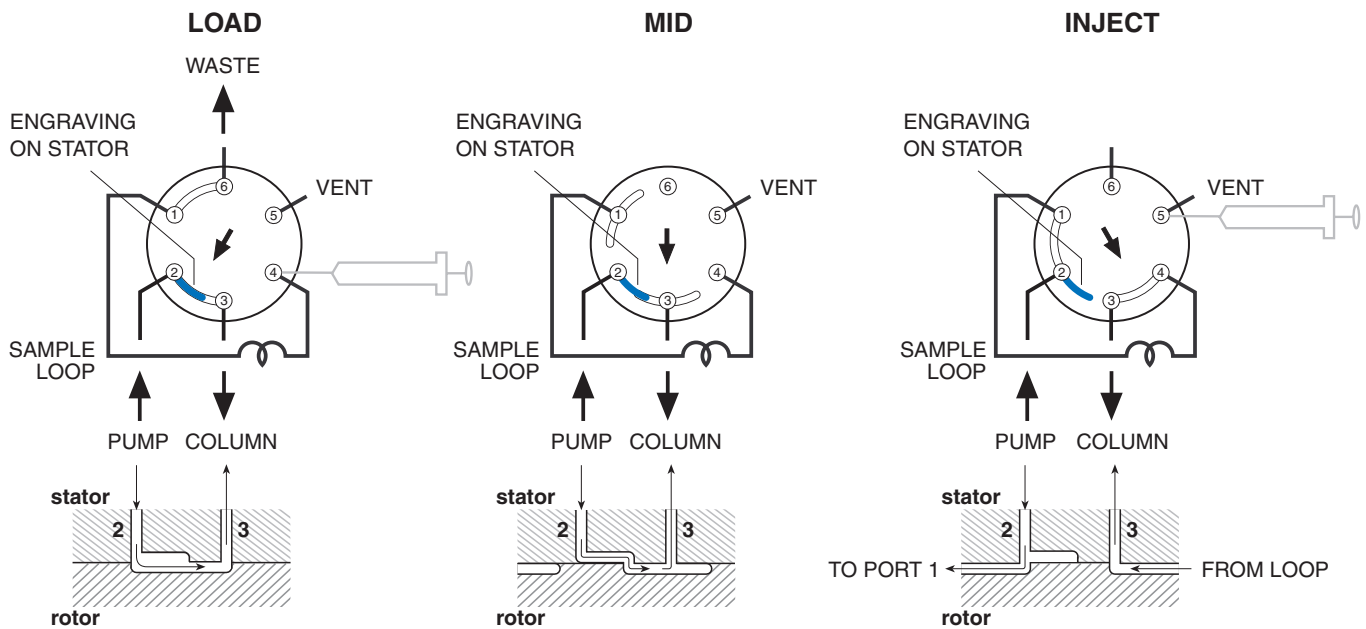 LOAD
WASTE
ENGRAVING
ON STATOR
6
VENT
1
5
2
4
3
SAMPLE
LOOP
PUMP
COLUMN
stator
2
3
rotor
MID
ENGRAVING
ON STATOR
6
VENT
1
5
2
4
3
SAMPLE
LOOP
PUMP
COLUMN
stator
2
3
rotor
INJECT
ENGRAVING
ON STATOR
6
VENT
1
5
2
4
3
SAMPLE
LOOP
PUMP
COLUMN
stator
2
3
TO PORT 1
FROM LOOP
rotor